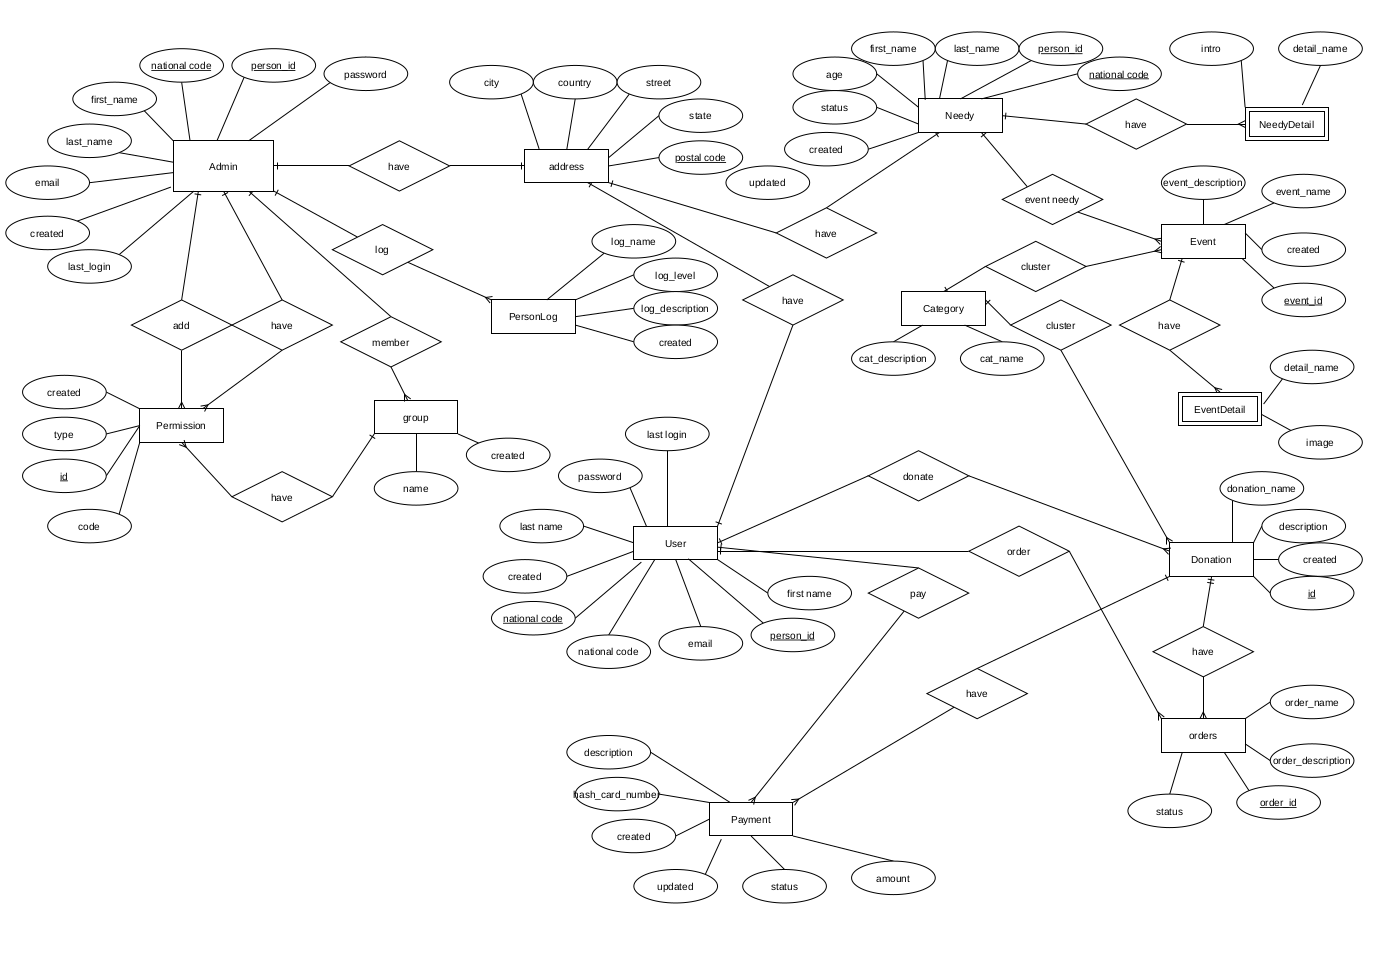 first_name
last_name
person_id
national code
age
status
created
Needy
intro
detail_name
NeedyDetail
have
national code
person_id
password
first_name
last_name
email
created
last_login
Admin
have
city
country
street
state
postal code
updated
address
have
event needy
event_description
event_name
created
event_id
Event
log
log_name
log_level
log_description
created
PersonLog
have
cluster
Category
cat_description
cat_name
cluster
have
add
have
member
detail_name
image
EventDetail
created
type
id
code
Permission
group
created
name
have
last login
password
last name
created
national code
national code
email
person_id
first name
User
donate
order
pay
donation_name
description
created
id
Donation
have
have
order_name
order_description
order_id
status
orders
description
hash_card_number
created
updated
status
amount
Payment